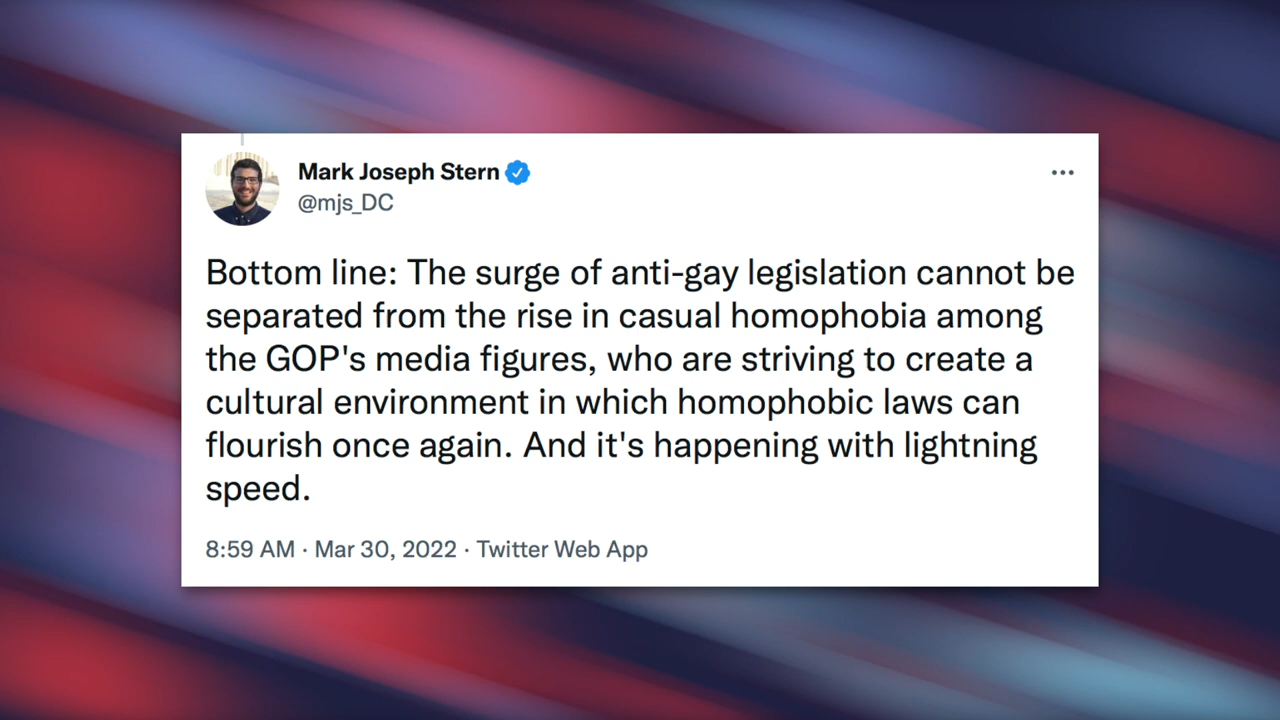 Mark Joseph Stern
@mjs_DC
Bottom line: The surge of anti-gay legislation cannot be
separated from the rise in casual homophobia among
the GOP's media figures, who are striving to create a
cultural environment in which homophobic laws can
flourish once again. And it's happening with lightning
speed.
8:59 AM · Mar 30, 2022 · Twitter Web App